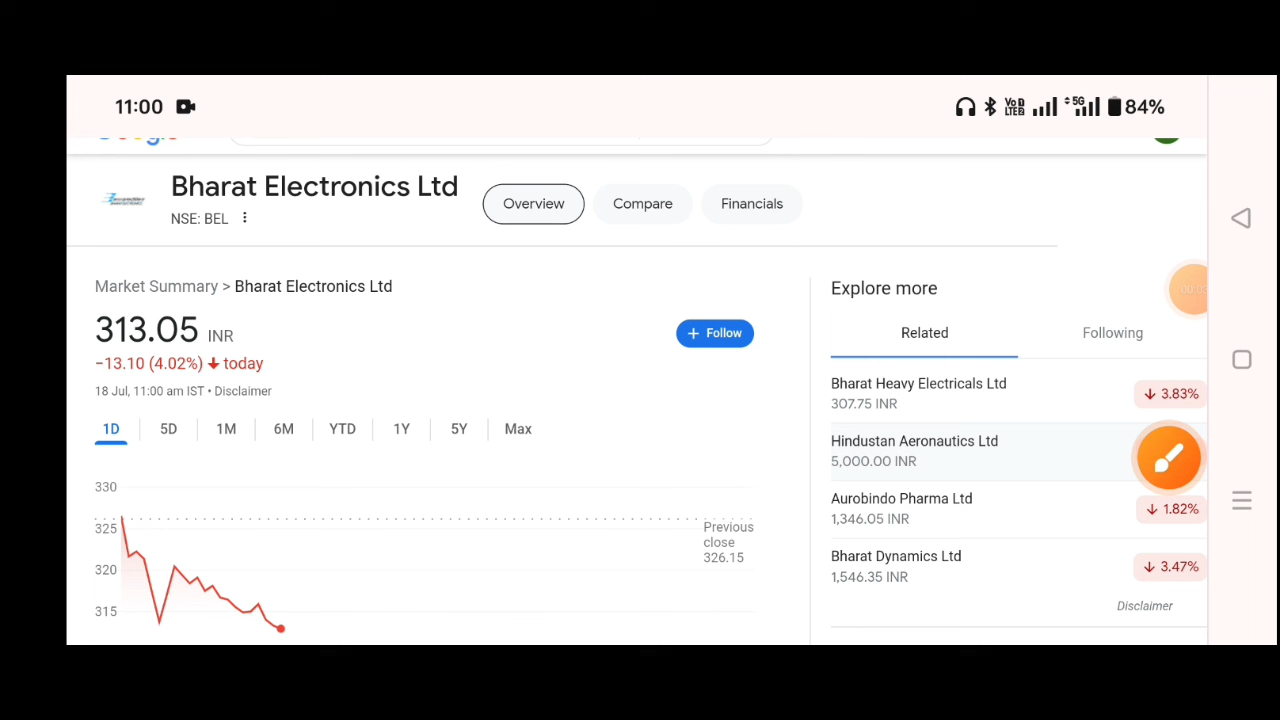 11:00
VoD LTE2 5G 84%
Bharat Electronics Ltd
NSE: BEL
Overview Compare Financials
Market Summary > Bharat Electronics Ltd
313.05 INR
+ Follow
−13.10 (4.02%) ↓ today
18 Jul, 11:00 am IST • Disclaimer
1D 5D 1M 6M YTD 1Y 5Y Max
330
325
320
315
Previous
close
326.15
Explore more
Related Following
Bharat Heavy Electricals Ltd
307.75 INR
↓ 3.83%
Hindustan Aeronautics Ltd
5,000.00 INR
Aurobindo Pharma Ltd
1,346.05 INR
↓ 1.82%
Bharat Dynamics Ltd
1,546.35 INR
↓ 3.47%
Disclaimer